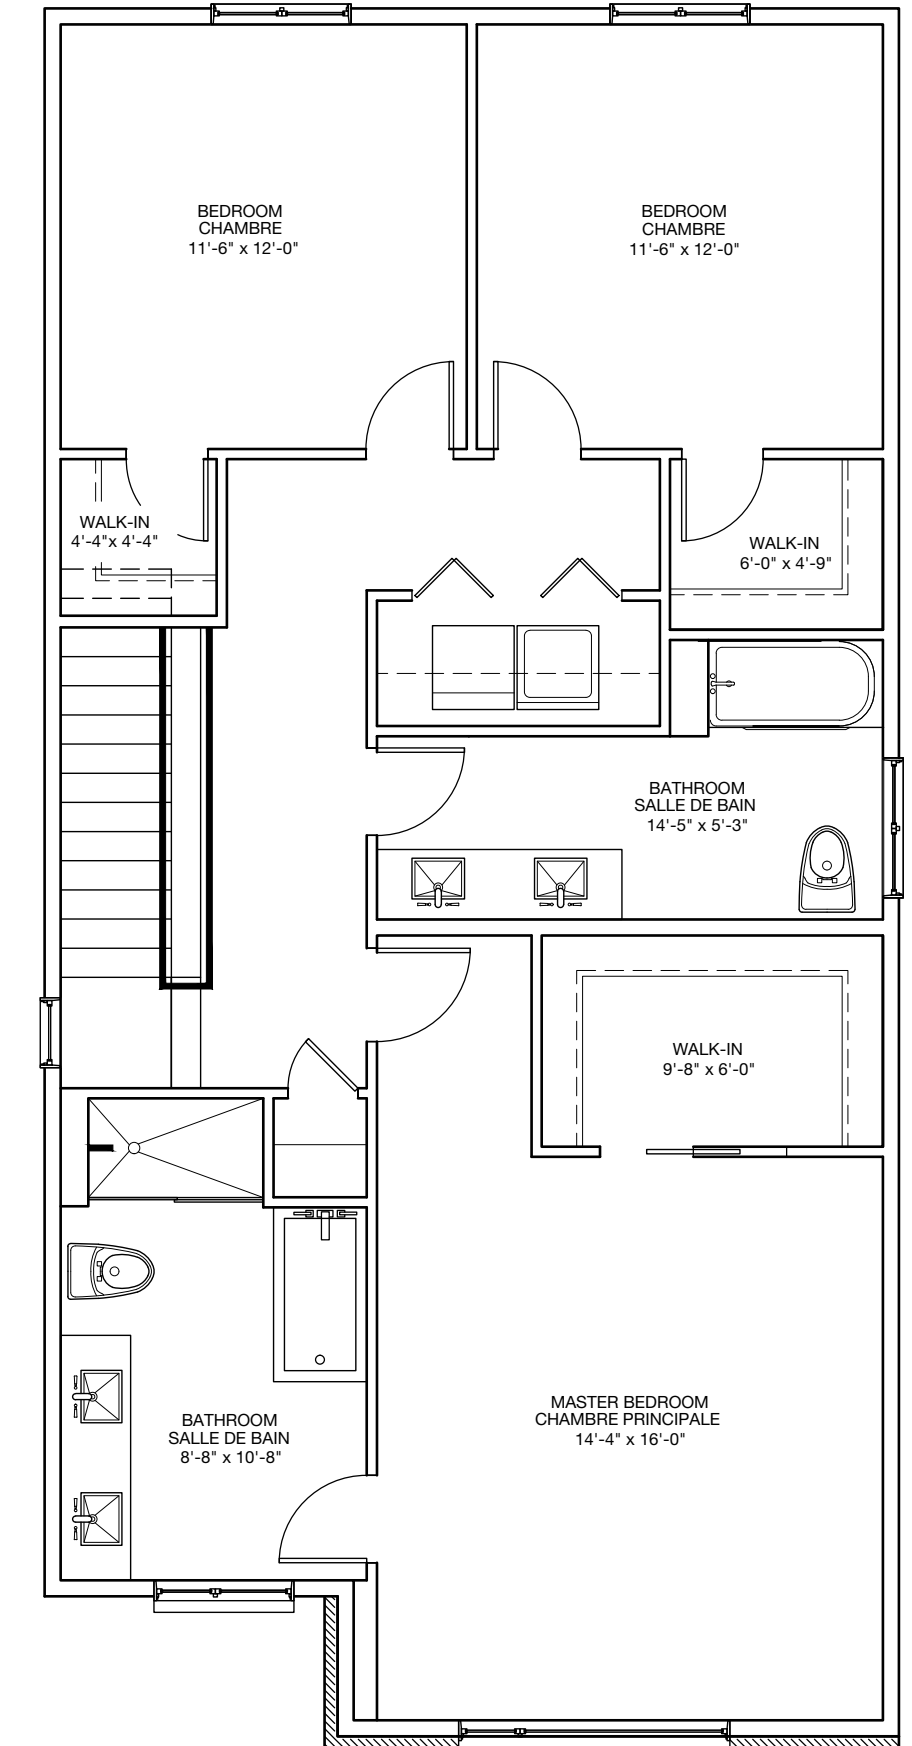 BEDROOM
CHAMBRE
11'-6" x 12'-0"
BEDROOM
CHAMBRE
11'-6" x 12'-0"
WALK-IN
4'-4"x 4'-4"
WALK-IN
6'-0" x 4'-9"
BATHROOM
SALLE DE BAIN
14'-5" x 5'-3"
WALK-IN
9'-8" x 6'-0"
MASTER BEDROOM
CHAMBRE PRINCIPALE
14'-4" x 16'-0"
BATHROOM
SALLE DE BAIN
8'-8" x 10'-8"